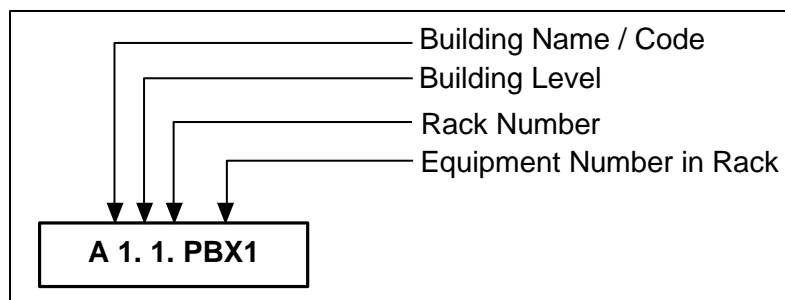 Building Name / Code
Building Level
Rack Number
Equipment Number in Rack
A 1. 1. PBX1